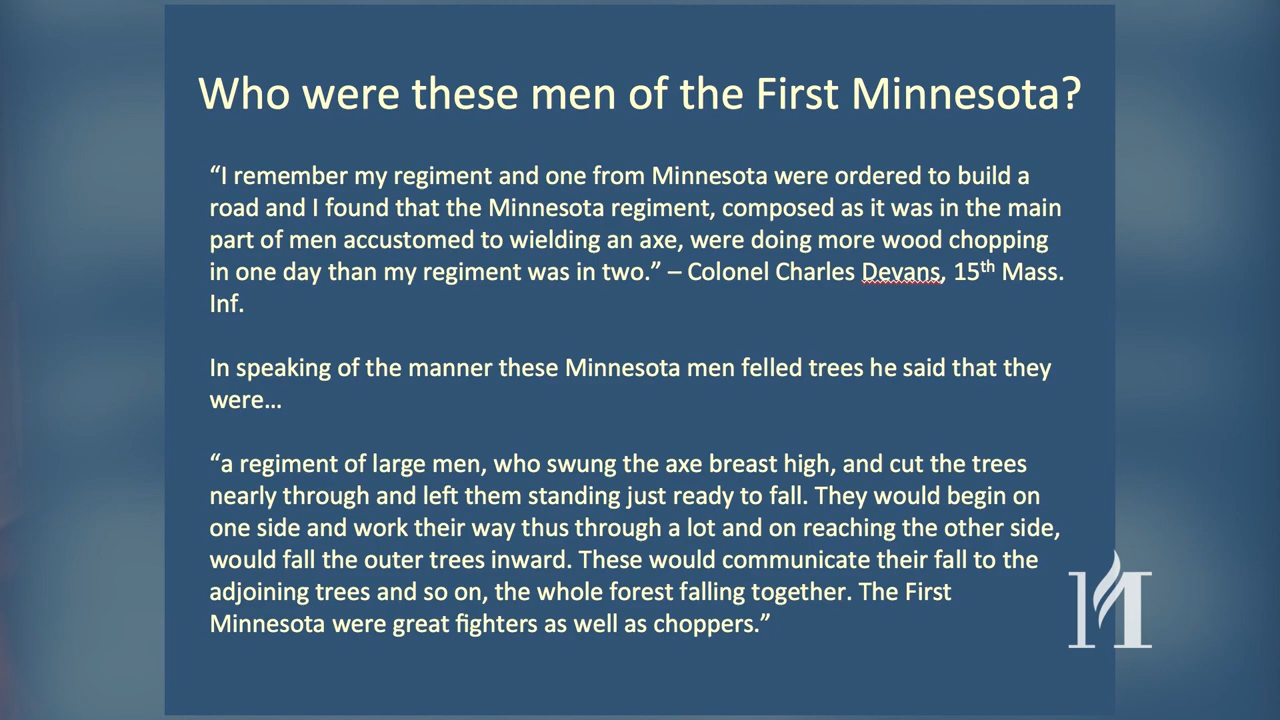 Who were these men of the First Minnesota?
“I remember my regiment and one from Minnesota were ordered to build a
road and I found that the Minnesota regiment, composed as it was in the main
part of men accustomed to wielding an axe, were doing more wood chopping
in one day than my regiment was in two.” – Colonel Charles Devans, 15th Mass.
Inf.
In speaking of the manner these Minnesota men felled trees he said that they
were…
“a regiment of large men, who swung the axe breast high, and cut the trees
nearly through and left them standing just ready to fall. They would begin on
one side and work their way thus through a lot and on reaching the other side,
would fall the outer trees inward. These would communicate their fall to the
adjoining trees and so on, the whole forest falling together. The First
Minnesota were great fighters as well as choppers.”